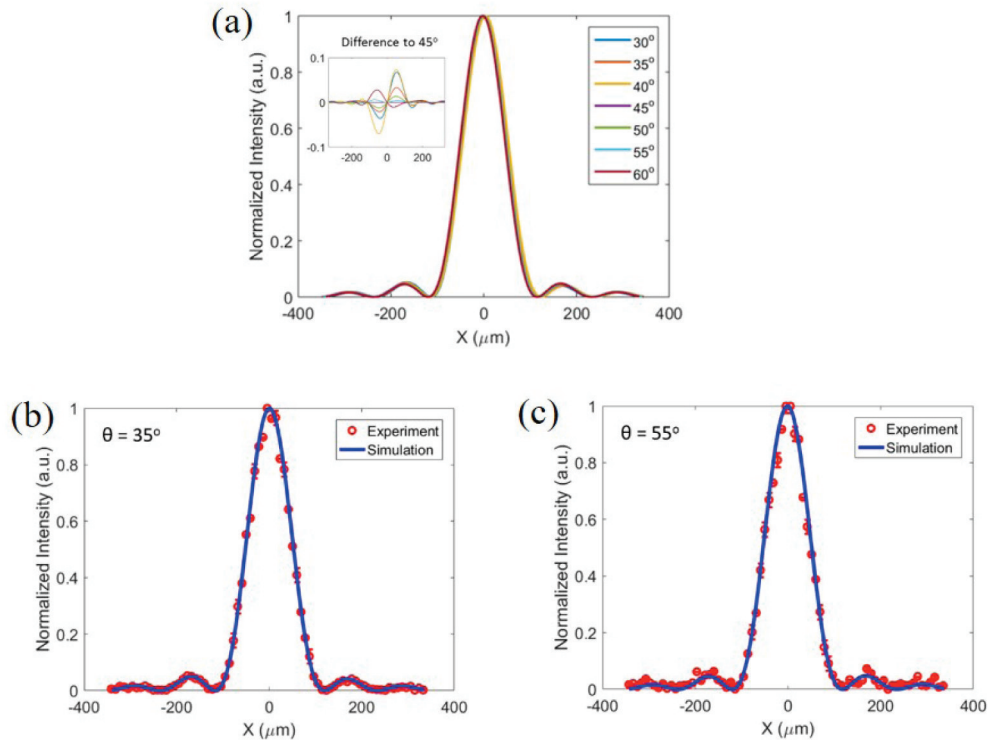 (a)
Normalized Intensity (a.u.)
1
0.8
0.6
0.4
0.2
0
-400 -200 0 200 400
X (μm)
Difference to 45°
0.1
0
-0.1
-200 0 200
30°
35°
40°
45°
50°
55°
60°
(b)
Normalized Intensity (a.u.)
1
0.8
0.6
0.4
0.2
0
-400 -200 0 200 400
X (μm)
θ = 35°
Experiment
Simulation
(c)
Normalized Intensity (a.u.)
1
0.8
0.6
0.4
0.2
0
-400 -200 0 200 400
X (μm)
θ = 55°
Experiment
Simulation